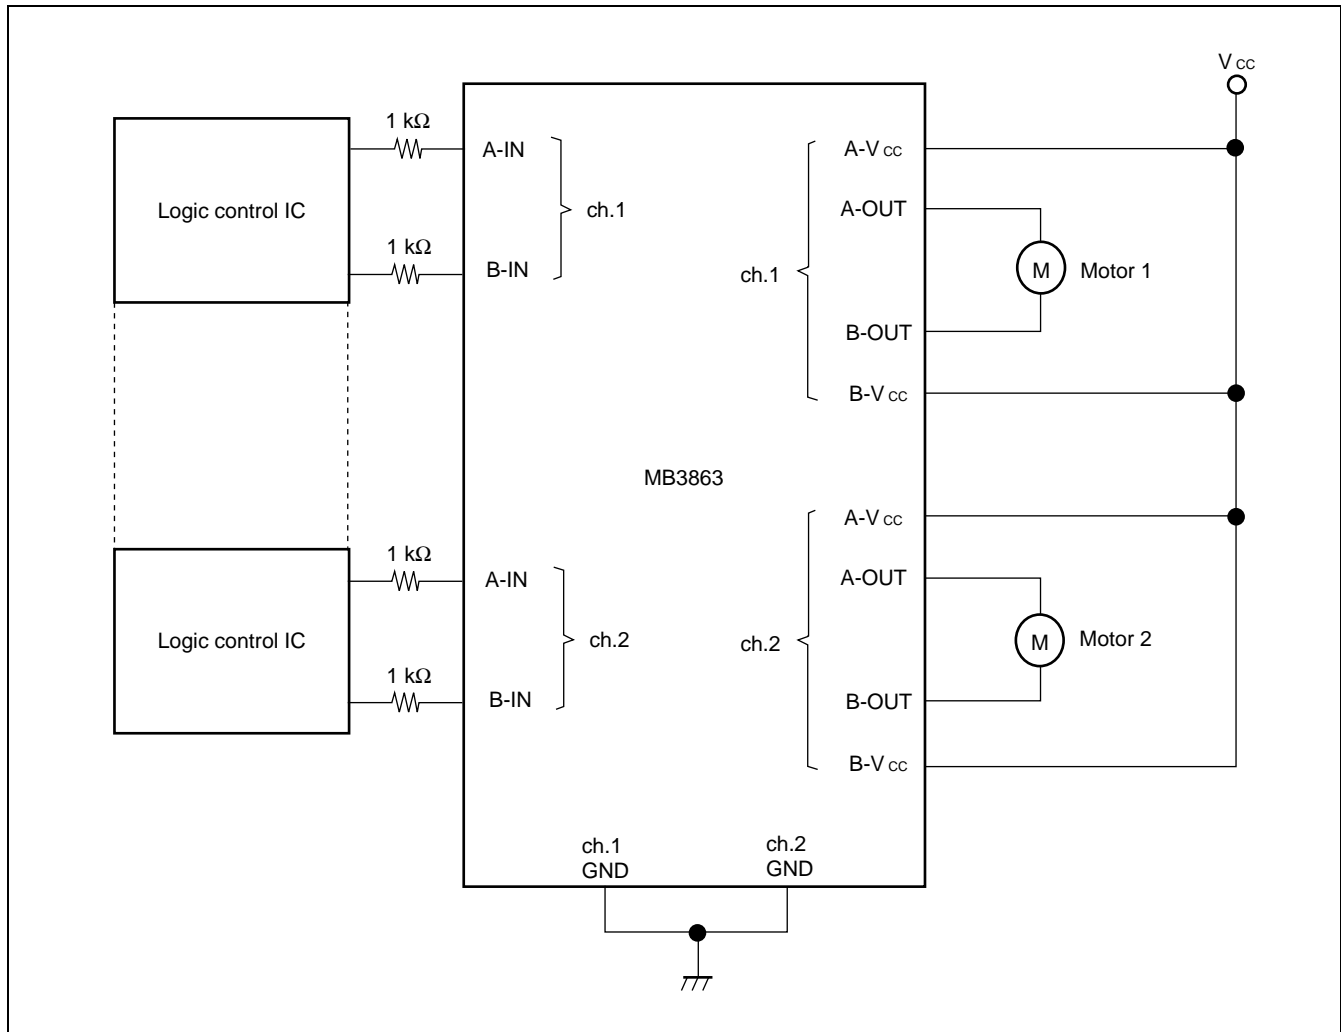 VCC
1 kΩ
A-IN
A-VCC
Logic control IC
ch.1
A-OUT
1 kΩ
B-IN
ch.1
M
Motor 1
B-OUT
B-VCC
MB3863
A-VCC
1 kΩ
A-IN
A-OUT
Logic control IC
ch.2
ch.2
M
Motor 2
1 kΩ
B-IN
B-OUT
B-VCC
ch.1
GND
ch.2
GND